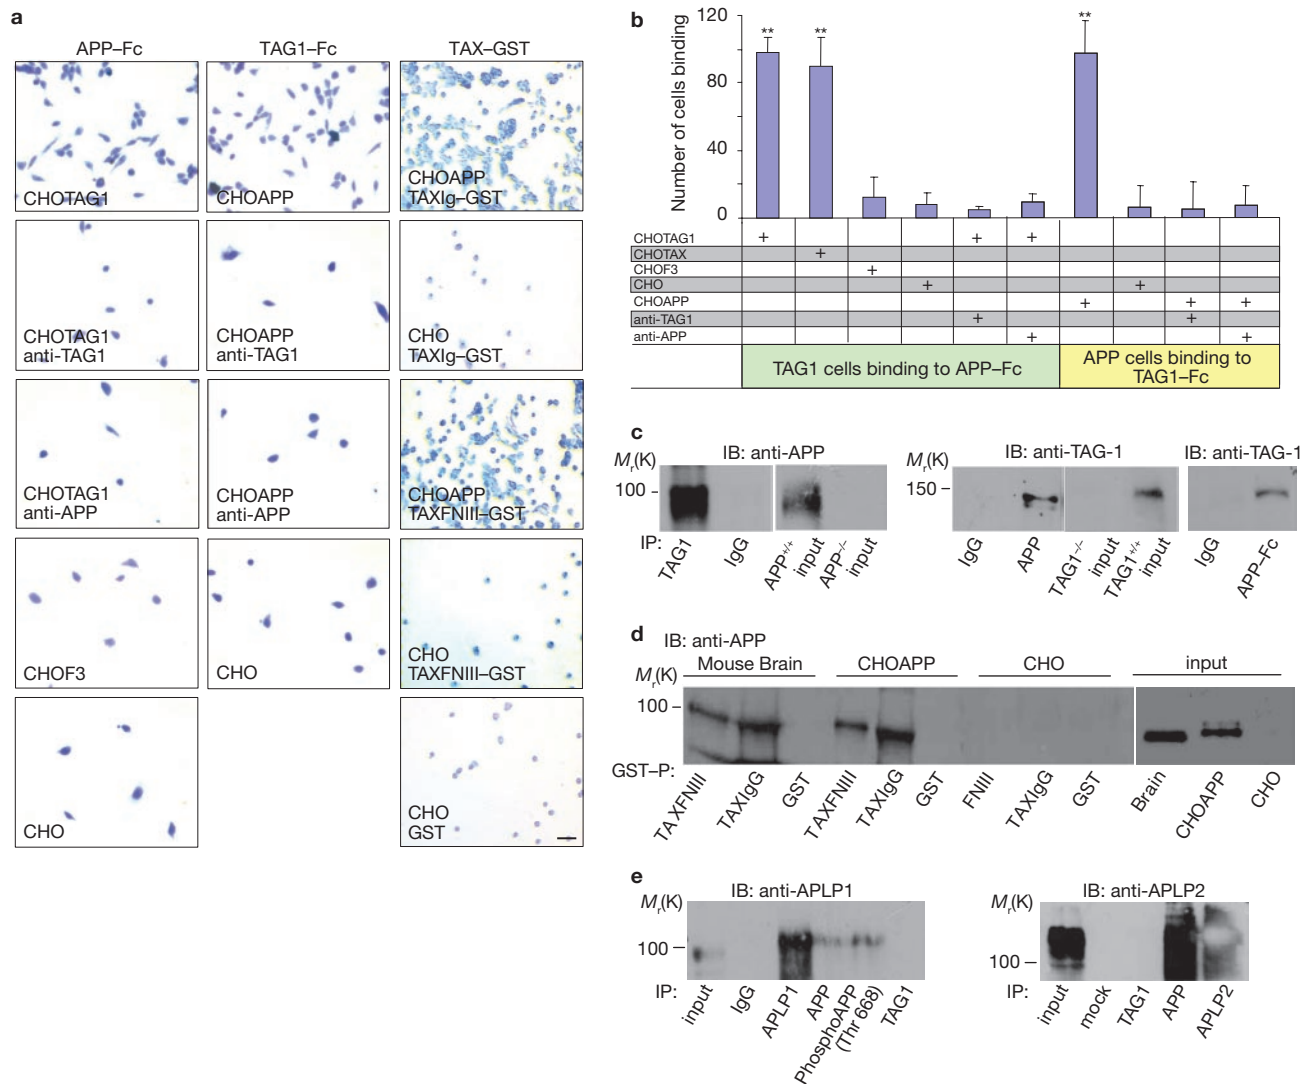 a
APP–Fc
TAG1–Fc
TAX–GST
CHOTAG1
CHOAPP
CHOAPP
TAXIg–GST
CHOTAG1
anti-TAG1
CHOAPP
anti-TAG1
CHO
TAXIg–GST
CHOTAG1
anti-APP
CHOAPP
anti-APP
CHOAPP
TAXFNIII–GST
CHOF3
CHO
CHO
TAXFNIII–GST
CHO
CHO
GST
b
Number of cells binding
120
80
40
0
**
**
**
CHOTAG1 + + +
CHOTAX +
CHOF3 +
CHO + +
CHOAPP + + +
anti-TAG1 + +
anti-APP + +
TAG1 cells binding to APP–Fc
APP cells binding to
TAG1–Fc
c
IB: anti-APP
Mr(K)
100
IP:
TAG1
IgG
APP+/+
input
APP-/-
input
IB: anti-TAG-1
Mr(K)
150
IgG
APP
TAG1-/-
input
TAG1+/+
input
IB: anti-TAG-1
IgG
APP–Fc
d
IB: anti-APP
Mouse Brain
CHOAPP
CHO
input
Mr(K)
100
GST–P:
TAXFNIII
TAXIgG
GST
TAXFNIII
TAXIgG
GST
FNIII
TAXIgG
GST
Brain
CHOAPP
CHO
e
IB: anti-APLP1
Mr(K)
100
IP:
input
IgG
APLP1
APP
PhosphoAPP
(Thr 668)
TAG1
IB: anti-APLP2
Mr(K)
100
IP:
input
mock
TAG1
APP
APLP2